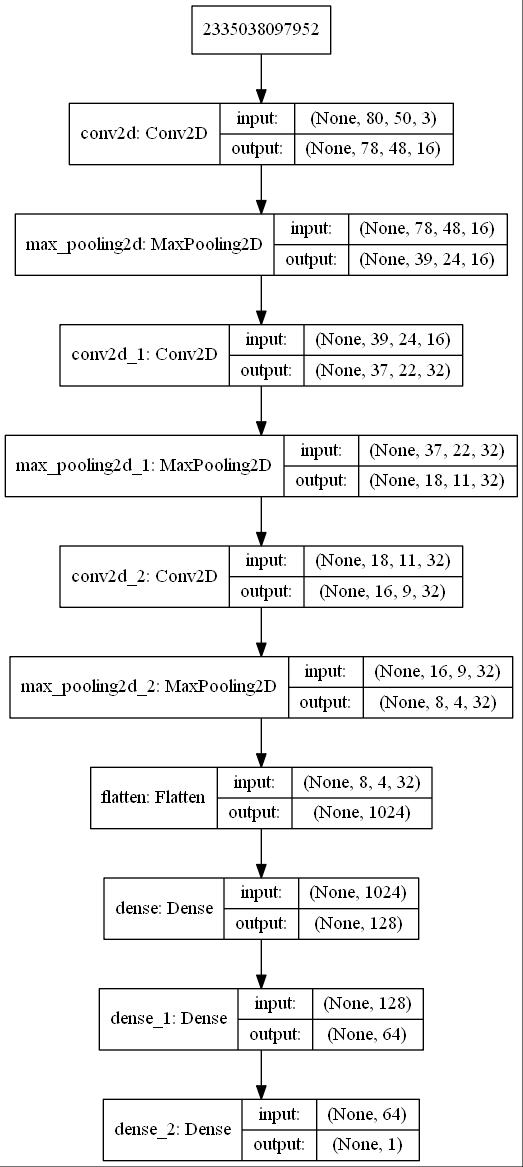 2335038097952
conv2d: Conv2D
input: (None, 80, 50, 3)
output: (None, 78, 48, 16)
max_pooling2d: MaxPooling2D
input: (None, 78, 48, 16)
output: (None, 39, 24, 16)
conv2d_1: Conv2D
input: (None, 39, 24, 16)
output: (None, 37, 22, 32)
max_pooling2d_1: MaxPooling2D
input: (None, 37, 22, 32)
output: (None, 18, 11, 32)
conv2d_2: Conv2D
input: (None, 18, 11, 32)
output: (None, 16, 9, 32)
max_pooling2d_2: MaxPooling2D
input: (None, 16, 9, 32)
output: (None, 8, 4, 32)
flatten: Flatten
input: (None, 8, 4, 32)
output: (None, 1024)
dense: Dense
input: (None, 1024)
output: (None, 128)
dense_1: Dense
input: (None, 128)
output: (None, 64)
dense_2: Dense
input: (None, 64)
output: (None, 1)